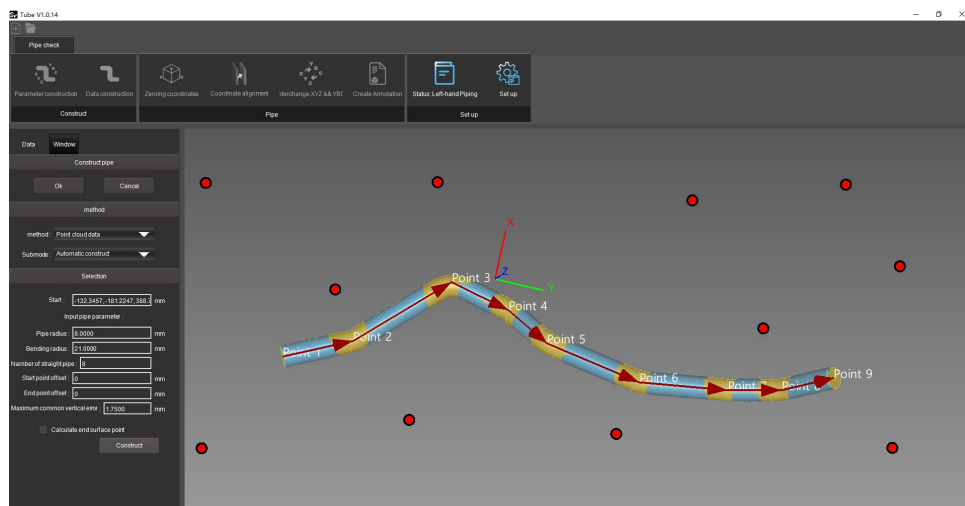 Tube V1.0.14
Pipe check
Parameter construction Data construction Zeroing coordinates Coordinate alignment nterchange XYZ && YBC Create Annotation Status: Left-hand Piping Set up
Construct Pipe Set up
Data Window
Construct pipe
Ok Cancel
method
method : Point cloud data
Submode : Automatic construct
Selection
Start : -132.3457,-181.2247,388.3 mm
Input pipe parameter :
Pipe radius : 8.0000 mm
Bending radius : 21.0000 mm
Narnber of straight pipe : 8
Start point offset : 0 mm
End point offset : 0 mm
Maximum common vertical error : 1.7500 mm
Calculate end surface point
Construct
X
Z
Y
Point 3
Point 4
Point 1
Point 2
Point 5
Point 6
Point 7
Point 8
Point 9